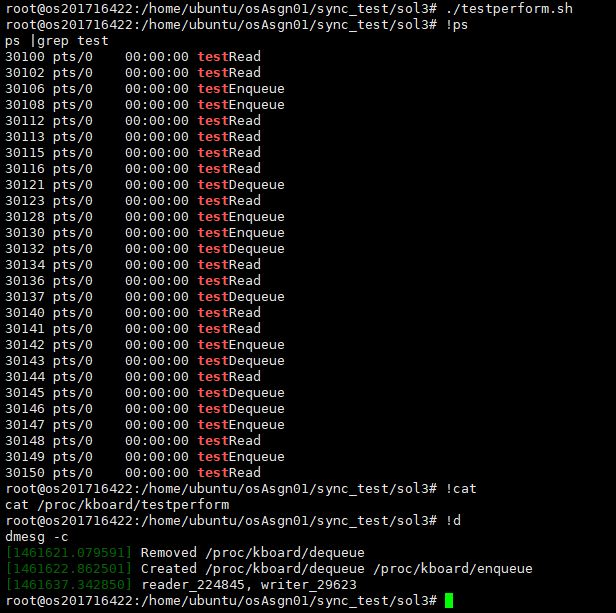 root@os201716422:/home/ubuntu/osAsgn01/sync_test/sol3# ./testperform.sh
root@os201716422:/home/ubuntu/osAsgn01/sync_test/sol3# !ps
ps |grep test
30100 pts/0    00:00:00 testRead
30102 pts/0    00:00:00 testRead
30106 pts/0    00:00:00 testEnqueue
30108 pts/0    00:00:00 testEnqueue
30112 pts/0    00:00:00 testRead
30113 pts/0    00:00:00 testRead
30115 pts/0    00:00:00 testRead
30116 pts/0    00:00:00 testRead
30121 pts/0    00:00:00 testDequeue
30123 pts/0    00:00:00 testRead
30128 pts/0    00:00:00 testEnqueue
30130 pts/0    00:00:00 testEnqueue
30132 pts/0    00:00:00 testDequeue
30134 pts/0    00:00:00 testRead
30136 pts/0    00:00:00 testRead
30137 pts/0    00:00:00 testDequeue
30140 pts/0    00:00:00 testRead
30141 pts/0    00:00:00 testRead
30142 pts/0    00:00:00 testEnqueue
30143 pts/0    00:00:00 testDequeue
30144 pts/0    00:00:00 testRead
30145 pts/0    00:00:00 testDequeue
30146 pts/0    00:00:00 testDequeue
30147 pts/0    00:00:00 testEnqueue
30148 pts/0    00:00:00 testRead
30149 pts/0    00:00:00 testEnqueue
30150 pts/0    00:00:00 testRead
root@os201716422:/home/ubuntu/osAsgn01/sync_test/sol3# !cat
cat /proc/kboard/testperform
root@os201716422:/home/ubuntu/osAsgn01/sync_test/sol3# !d
dmesg -c
[1461621.079591] Removed /proc/kboard/dequeue
[1461622.862501] Created /proc/kboard/dequeue /proc/kboard/enqueue
[1461637.342850] reader_224845, writer_29623
root@os201716422:/home/ubuntu/osAsgn01/sync_test/sol3#